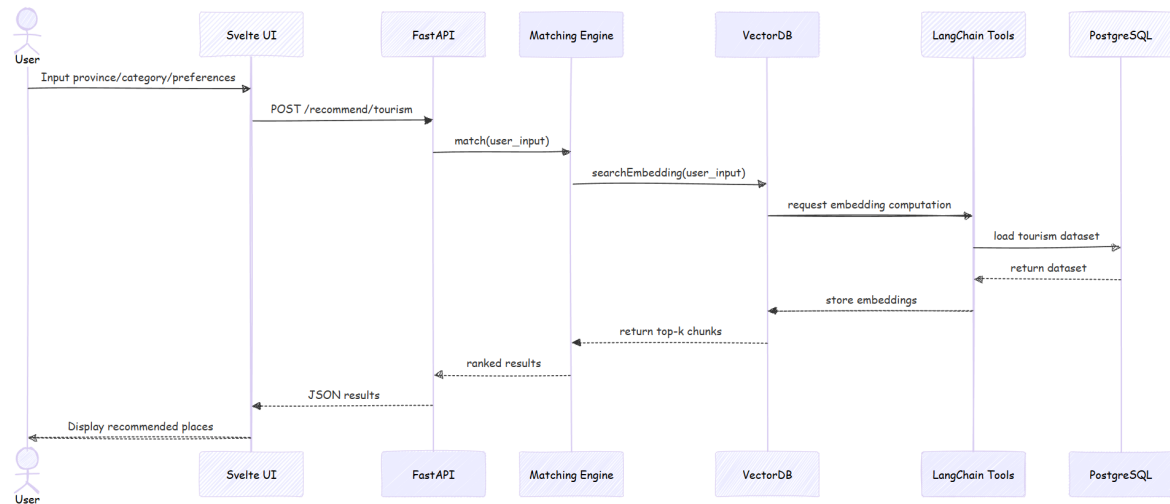 User
Svelte UI
FastAPI
Matching Engine
VectorDB
LangChain Tools
PostgreSQL
Input province/category/preferences
POST /recommend/tourism
match(user_input)
searchEmbedding(user_input)
request embedding computation
load tourism dataset
return dataset
store embeddings
return top-k chunks
ranked results
JSON results
Display recommended places
User
Svelte UI
FastAPI
Matching Engine
VectorDB
LangChain Tools
PostgreSQL